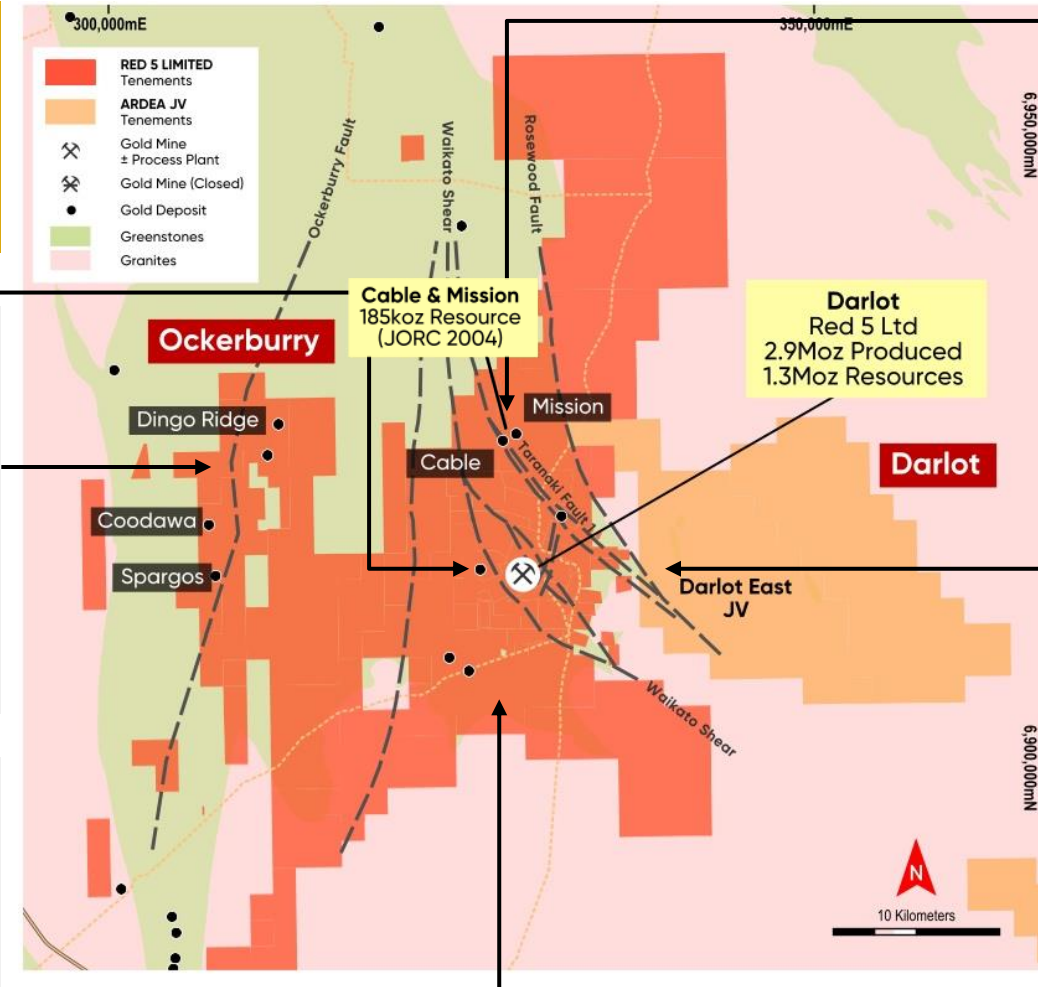 300,000mE
350,000mE
RED 5 LIMITED
Tenements
ARDEA JV
Tenements
Gold Mine
± Process Plant
Gold Mine (Closed)
Gold Deposit
Greenstones
Granites
6,950,000mN
Ockerburry Fault
Waikato Shear
Rosewood Fault
Cable & Mission
185koz Resource
(JORC 2004)
Darlot
Red 5 Ltd
2.9Moz Produced
1.3Moz Resources
Ockerburry
Dingo Ridge
Mission
Cable
Taranaki Fault 1
Darlot
Coodawa
Spargos
Darlot East
JV
Waikato Shear
6,900,000mN
N
10 Kilometers